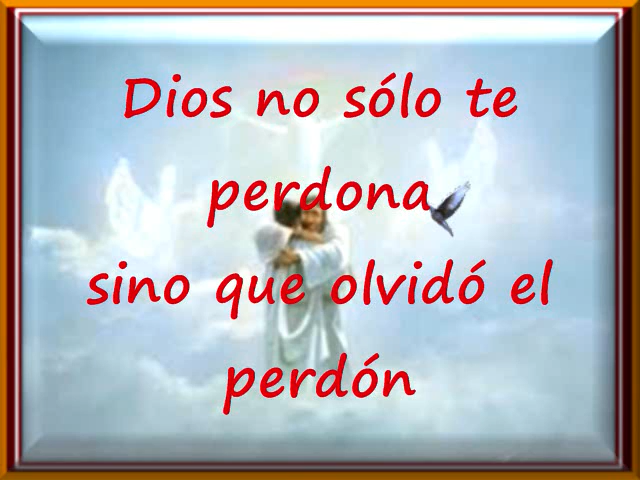 Dios no sólo te
perdona
sino que olvidó el
perdón